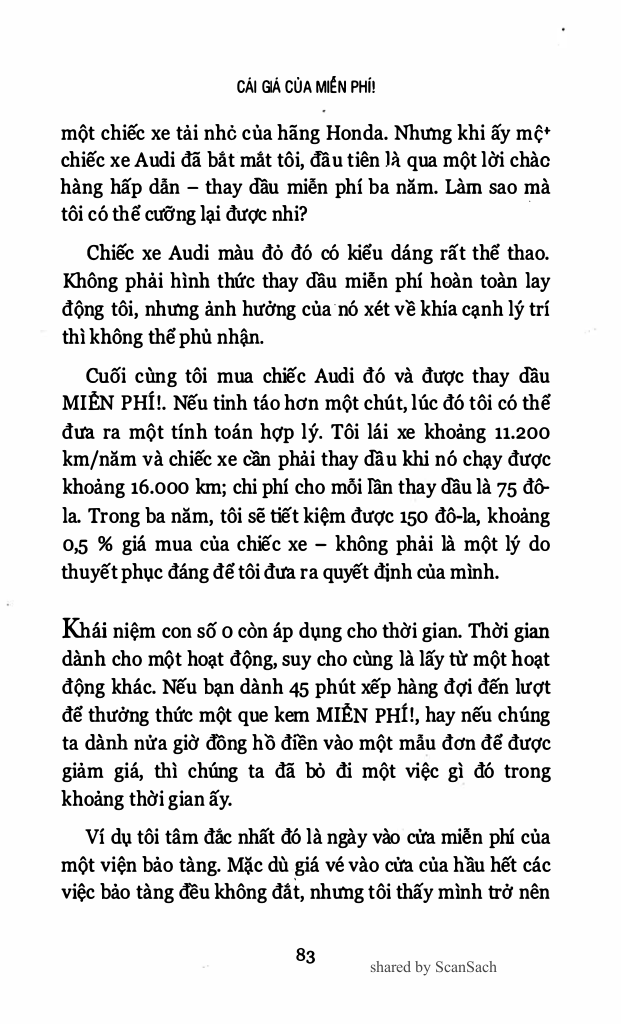 CÁI GIÁ CỦA MIỄN PHÍ!
một chiếc xe tải nhỏ của hãng Honda. Nhưng khi ấy một
chiếc xe Audi đã bắt mắt tôi, đầu tiên là qua một lời chào
hàng hấp dẫn – thay dầu miễn phí ba năm. Làm sao mà
tôi có thể cưỡng lại được nhi?
Chiếc xe Audi màu đỏ đó có kiểu dáng rất thể thao.
Không phải hình thức thay dầu miễn phí hoàn toàn lay
động tôi, nhưng ảnh hưởng của nó xét về khía cạnh lý trí
thì không thể phủ nhận.
Cuối cùng tôi mua chiếc Audi đó và được thay dầu
MIỄN PHÍ!. Nếu tinh táo hơn một chút, lúc đó tôi có thể
đưa ra một tính toán hợp lý. Tôi lái xe khoảng 11.200
km/năm và chiếc xe cần phải thay dầu khi nó chạy được
khoảng 16.000 km; chi phí cho mỗi lần thay dầu là 75 đô-
la. Trong ba năm, tôi sẽ tiết kiệm được 150 đô-la, khoảng
0,5 % giá mua của chiếc xe – không phải là một lý do
thuyết phục đáng để tôi đưa ra quyết định của mình.
Khái niệm con số 0 còn áp dụng cho thời gian. Thời gian
dành cho một hoạt động, suy cho cùng là lấy từ một hoạt
động khác. Nếu bạn dành 45 phút xếp hàng đợi đến lượt
để thưởng thức một que kem MIỄN PHÍ!, hay nếu chúng
ta dành nửa giờ đồng hồ điền vào một mẫu đơn để được
giảm giá, thì chúng ta đã bỏ đi một việc gì đó trong
khoảng thời gian ấy.
Ví dụ tôi tâm đắc nhất đó là ngày vào cửa miễn phí của
một viện bảo tàng. Mặc dù giá vé vào cửa của hầu hết các
việc bảo tàng đều không đắt, nhưng tôi thấy mình trở nên
83
shared by ScanSach